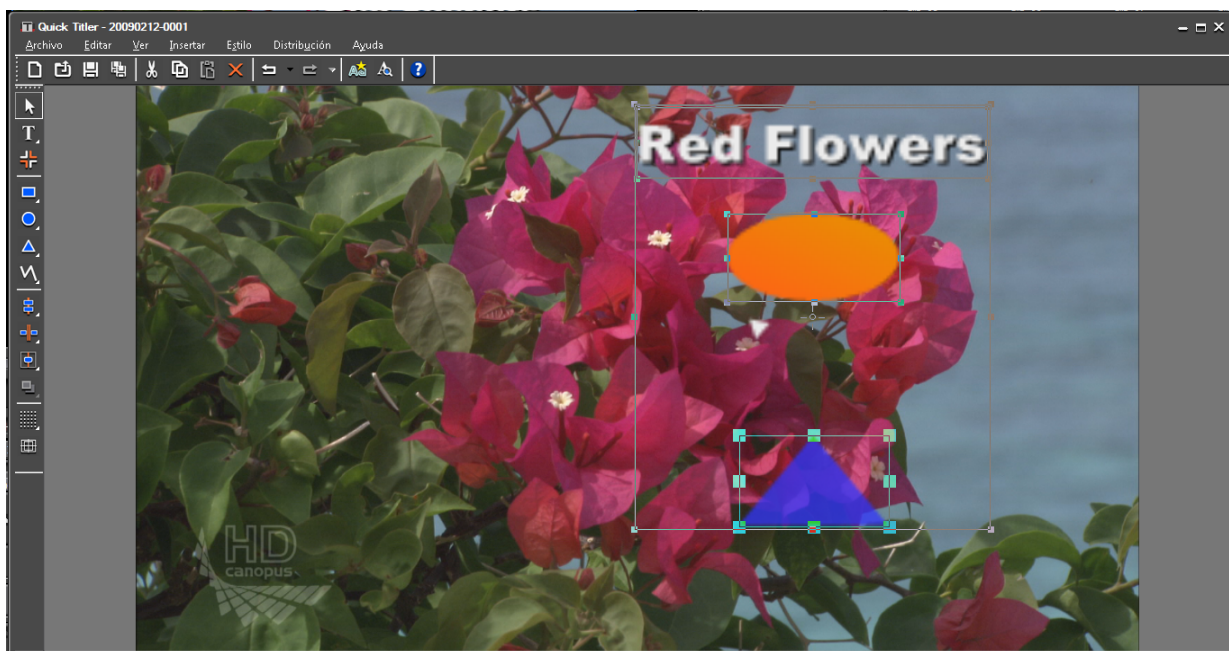 Quick Titler - 20090212-0001
Archivo Editar Ver Insertar Estilo Distribución Ayuda
T
Red Flowers
HD
canopus